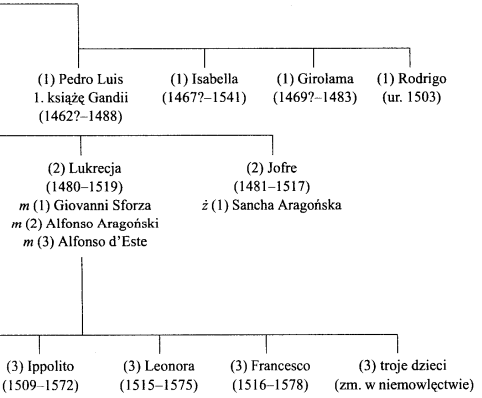 (1) Pedro Luis
1. książę Gandii
(1462?–1488)
(1) Isabella
(1467?–1541)
(1) Girolama
(1469?–1483)
(1) Rodrigo
(ur. 1503)
(2) Lukrecja
(1480–1519)
m (1) Giovanni Sforza
m (2) Alfonso Aragoński
m (3) Alfonso d'Este
(2) Jofre
(1481–1517)
ż (1) Sancha Aragońska
(3) Ippolito
(1509–1572)
(3) Leonora
(1515–1575)
(3) Francesco
(1516–1578)
(3) troje dzieci
(zm. w niemowlęctwie)